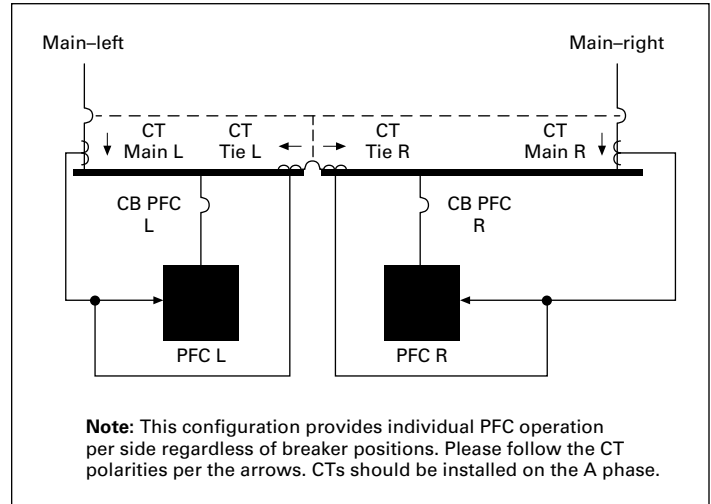 Main–left
Main–right
CT
Main L
CT
Tie L
CT
Tie R
CT
Main R
CB PFC
L
CB PFC
R
PFC L
PFC R
Note: This configuration provides individual PFC operation
per side regardless of breaker positions. Please follow the CT
polarities per the arrows. CTs should be installed on the A phase.